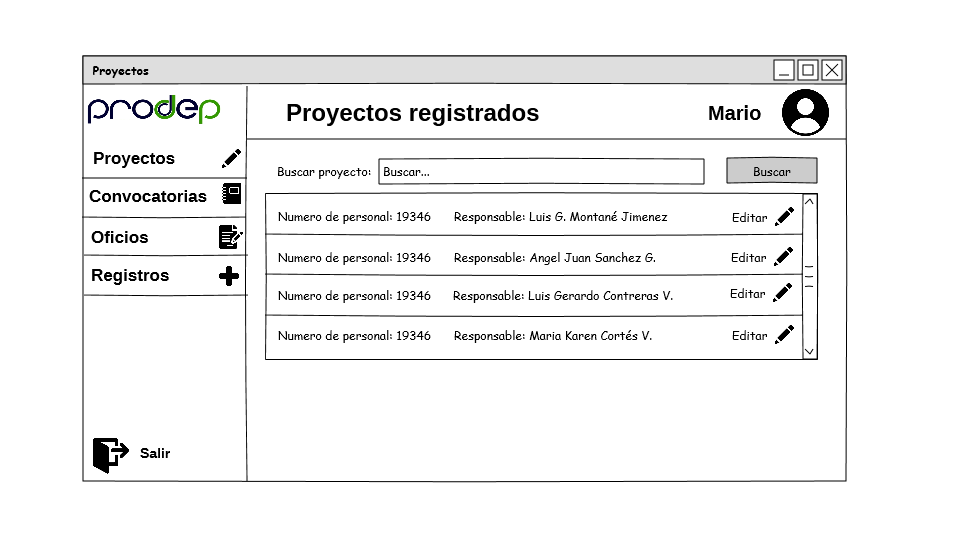 Proyectos
prodep
Proyectos registrados
Mario
Proyectos
Convocatorias
Oficios
Registros
Salir
Buscar proyecto: Buscar... Buscar
Numero de personal: 19346 Responsable: Luis G. Montané Jimenez Editar
Numero de personal: 19346 Responsable: Angel Juan Sanchez G. Editar
Numero de personal: 19346 Responsable: Luis Gerardo Contreras V. Editar
Numero de personal: 19346 Responsable: Maria Karen Cortés V. Editar